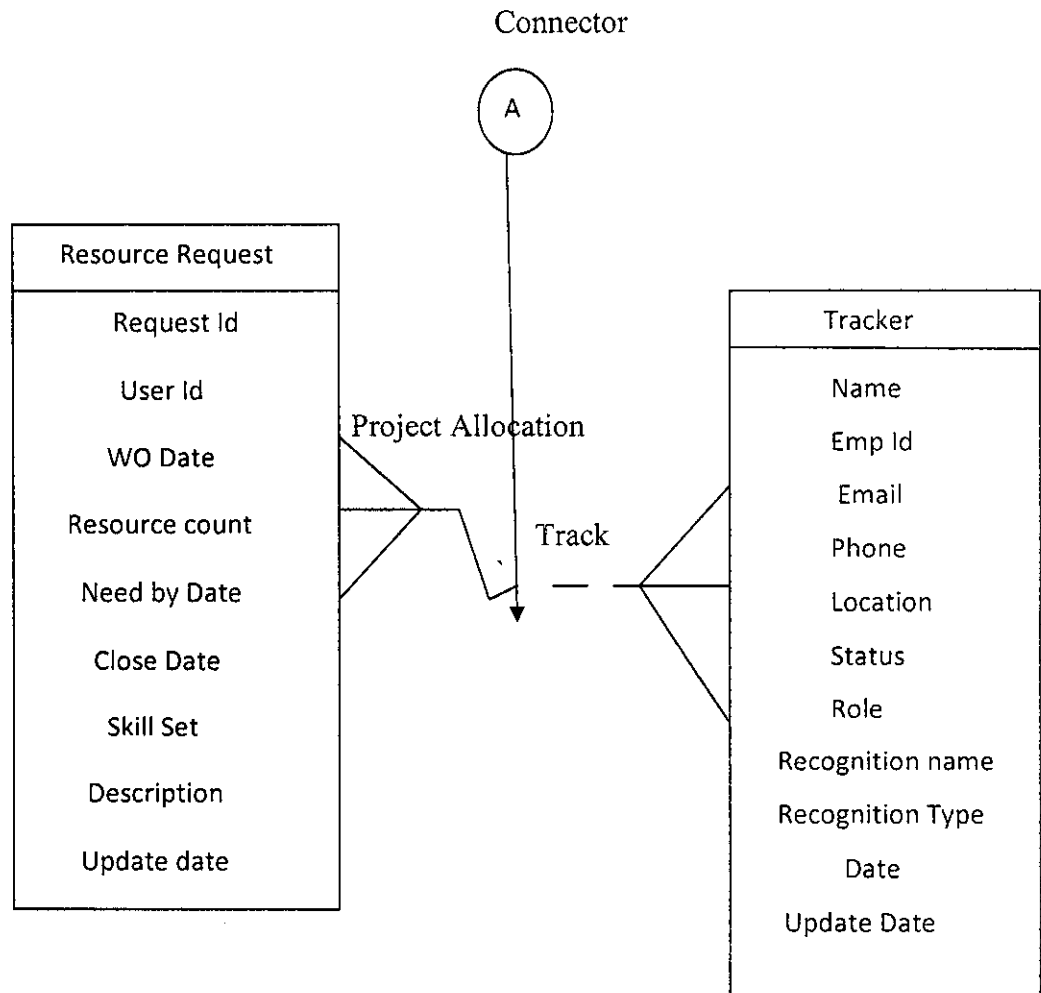 Connector
A
Resource Request
Request Id
User Id
WO Date
Resource count
Need by Date
Close Date
Skill Set
Description
Update date
Project Allocation
Track
Tracker
Name
Emp Id
Email
Phone
Location
Status
Role
Recognition name
Recognition Type
Date
Update Date